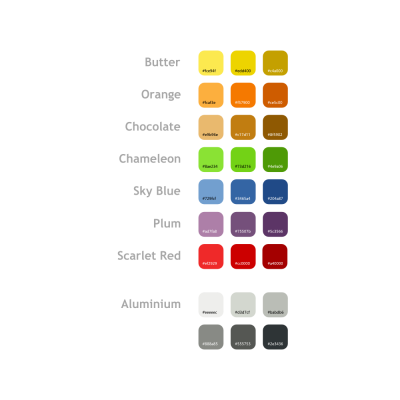 Butter #fce94f #edd400 #c4a000
Orange #fcaf3e #f57900 #ce5c00
Chocolate #e9b96e #c17d11 #8f5902
Chameleon #8ae234 #73d216 #4e9a06
Sky Blue #729fcf #3465a4 #204a87
Plum #ad7fa8 #75507b #5c3566
Scarlet Red #ef2929 #cc0000 #a40000
Aluminium #eeeeec #d3d7cf #babdb6
#888a85 #555753 #2e3436